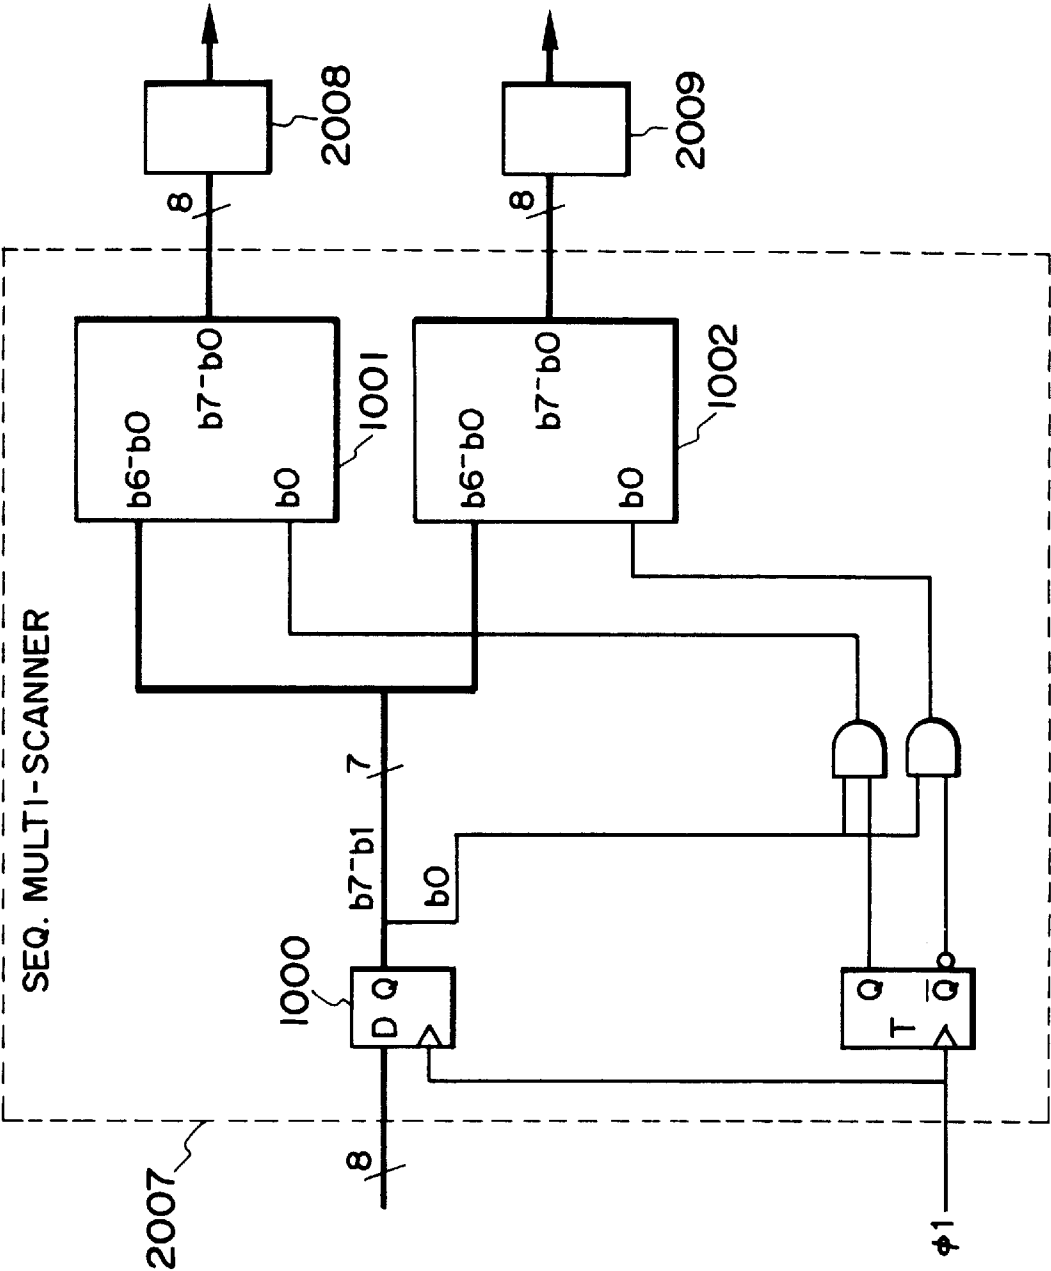 SEQ. MULTI-SCANNER
2007
8
φ1
1000
D Q
T
Q
Q̅
b7-b1
b0
7
b6-b0
b7-b0
b0
1001
b6-b0
b7-b0
b0
1002
8
2008
8
2009